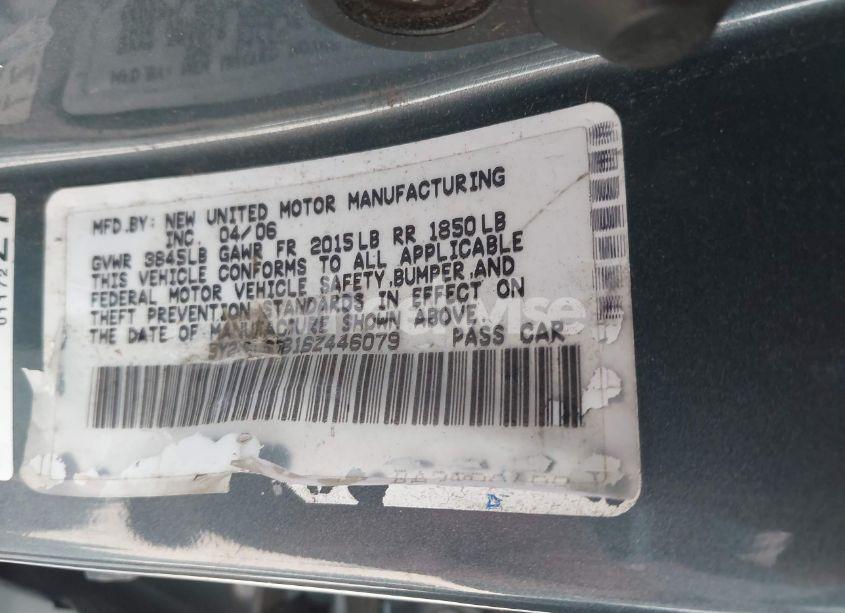 MFD.BY: NEW UNITED MOTOR MANUFACTURING
INC. 04/06
GVWR 3845LB GAWR FR 2015LB RR 1850LB
THIS VEHICLE CONFORMS TO ALL APPLICABLE
FEDERAL MOTOR VEHICLE SAFETY,BUMPER,AND
THEFT PREVENTION STANDARDS IN EFFECT ON
THE DATE OF MANUFACTURE SHOWN ABOVE.
PASS CAR